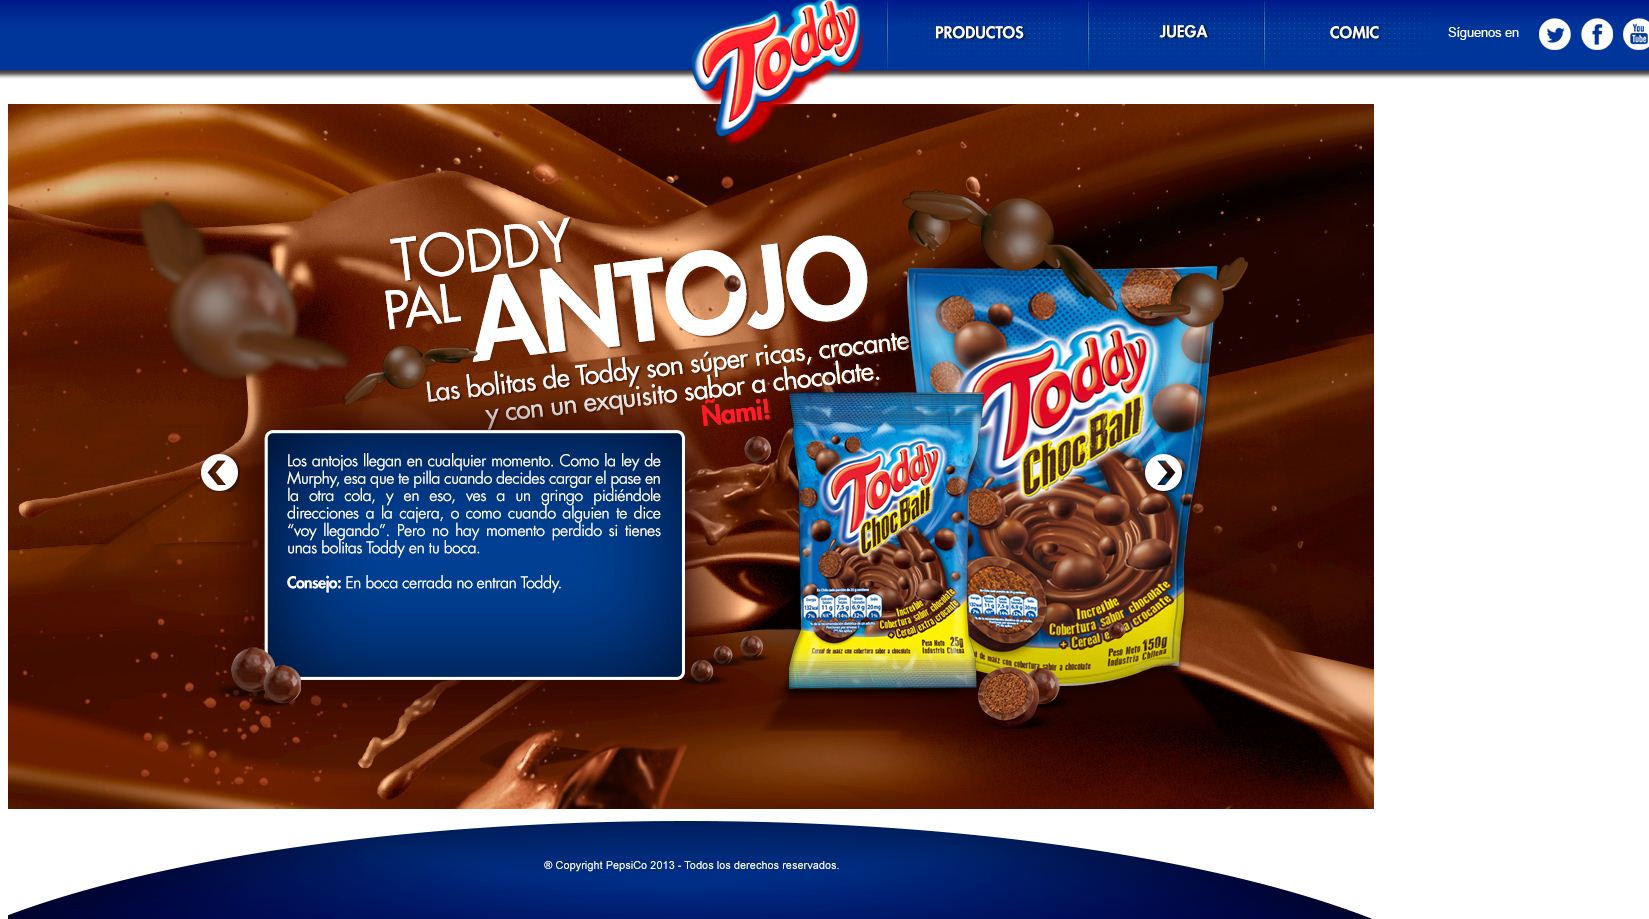 Toddy
PRODUCTOS
JUEGA
COMIC
Síguenos en
You
Tube
TODDY
PAL ANTOJO
Las bolitas de Toddy son súper ricas, crocante
y con un exquisito sabor a chocolate.
Ñami!
Los antojos llegan en cualquier momento. Como la ley de
Murphy, esa que te pilla cuando decides cargar el pase en
la otra cola, y en eso, ves a un gringo pidiéndole
direcciones a la cajera, o como cuando alguien te dice
“voy llegando”. Pero no hay momento perdido si tienes
unas bolitas Toddy en tu boca.
Consejo: En boca cerrada no entran Toddy.
Toddy
Choc Ball
Increíble
Cobertura sabor chocolate
+ Cereal extra crocante
Peso Neto 25g
Industria Chilena
Cereal de maíz con cobertura sabor a chocolate
Toddy
Choc Ball
Increíble
Cobertura sabor chocolate
+ Cereal crocante
Peso Neto 150g
Industria Chilena
de maíz con cobertura sabor a chocolate
® Copyright PepsiCo 2013 - Todos los derechos reservados.